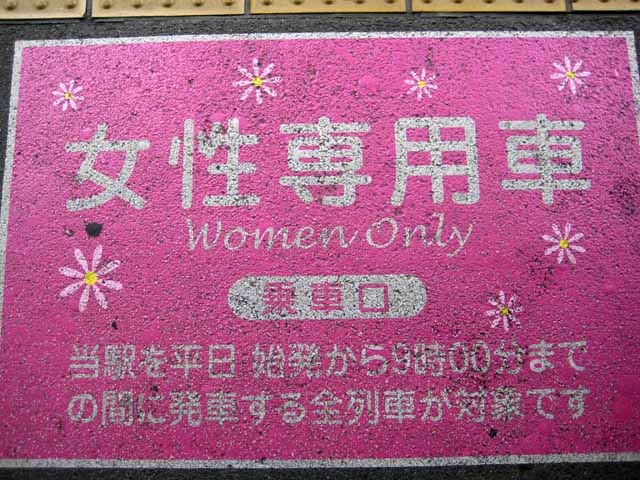 女性専用車
Women Only
乗車口
当駅を平日 始発から9時00分まで
の間に発車する全列車が対象です